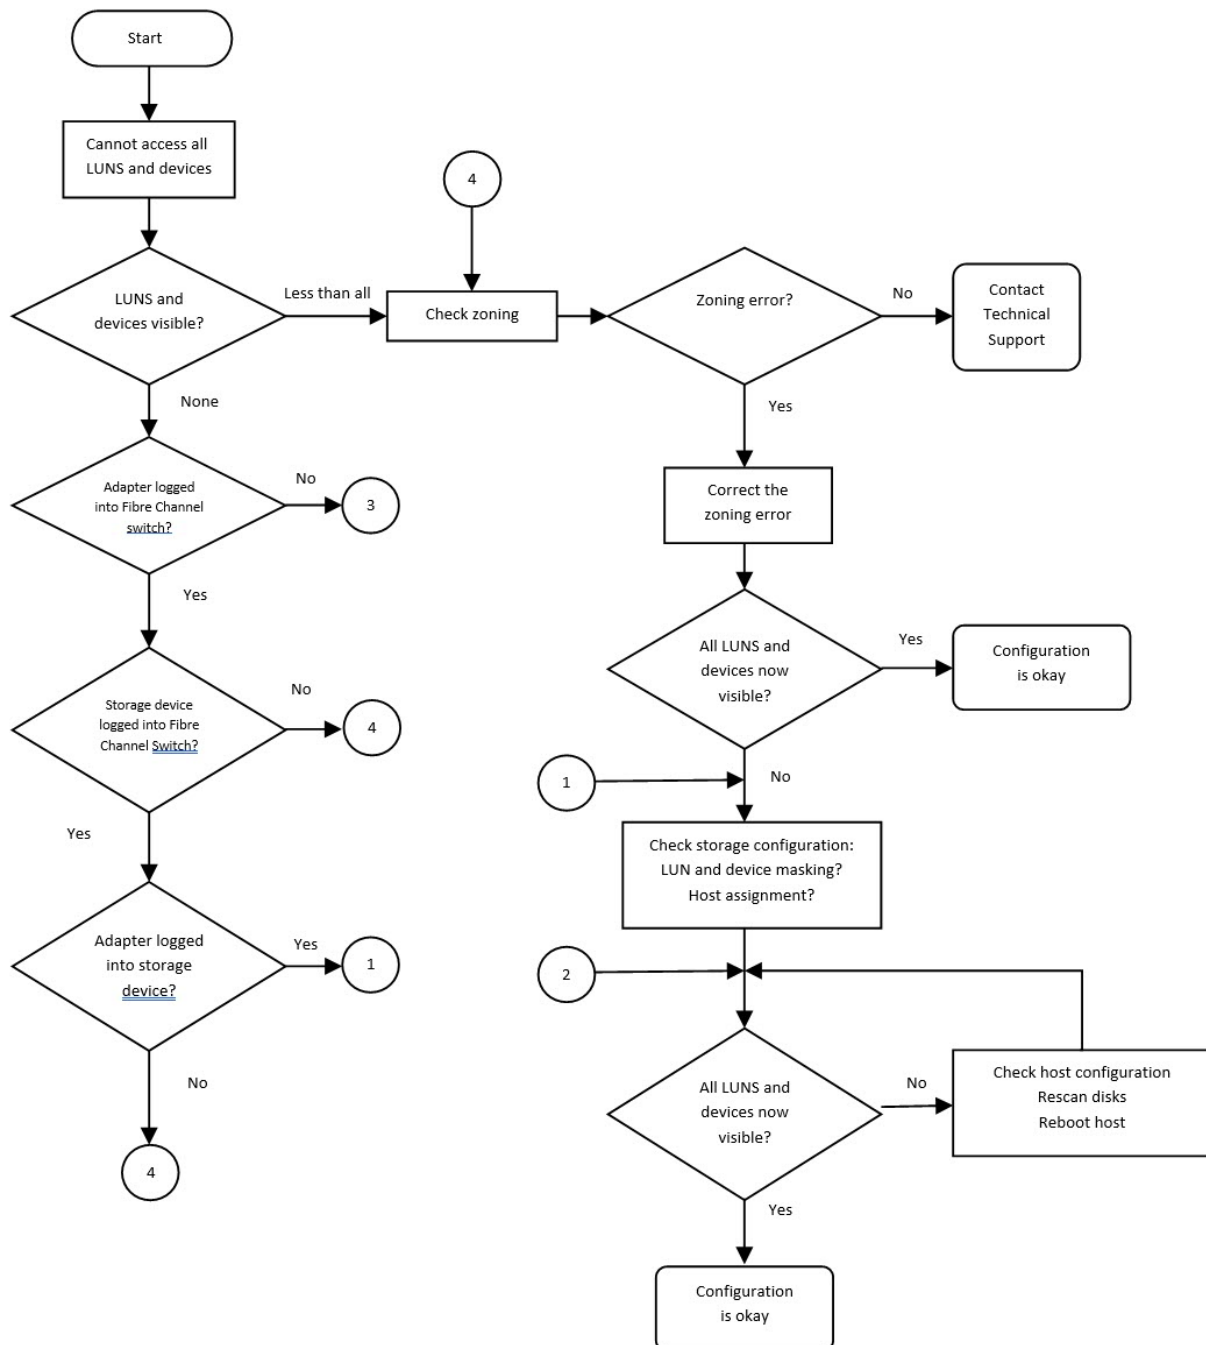 Start
Cannot access all
LUNS and devices
4
LUNS and
devices visible?
Less than all
Check zoning
Zoning error?
No
Contact
Technical
Support
None
Yes
Adapter logged
into Fibre Channel
switch?
No
3
Correct the
zoning error
Yes
Storage device
logged into Fibre
Channel Switch?
No
4
All LUNS and
devices now
visible?
Yes
Configuration
is okay
1
No
Yes
Check storage configuration:
LUN and device masking?
Host assignment?
Adapter logged
into storage
device?
Yes
1
2
No
4
All LUNS and
devices now
visible?
No
Check host configuration
Rescan disks
Reboot host
Yes
Configuration
is okay